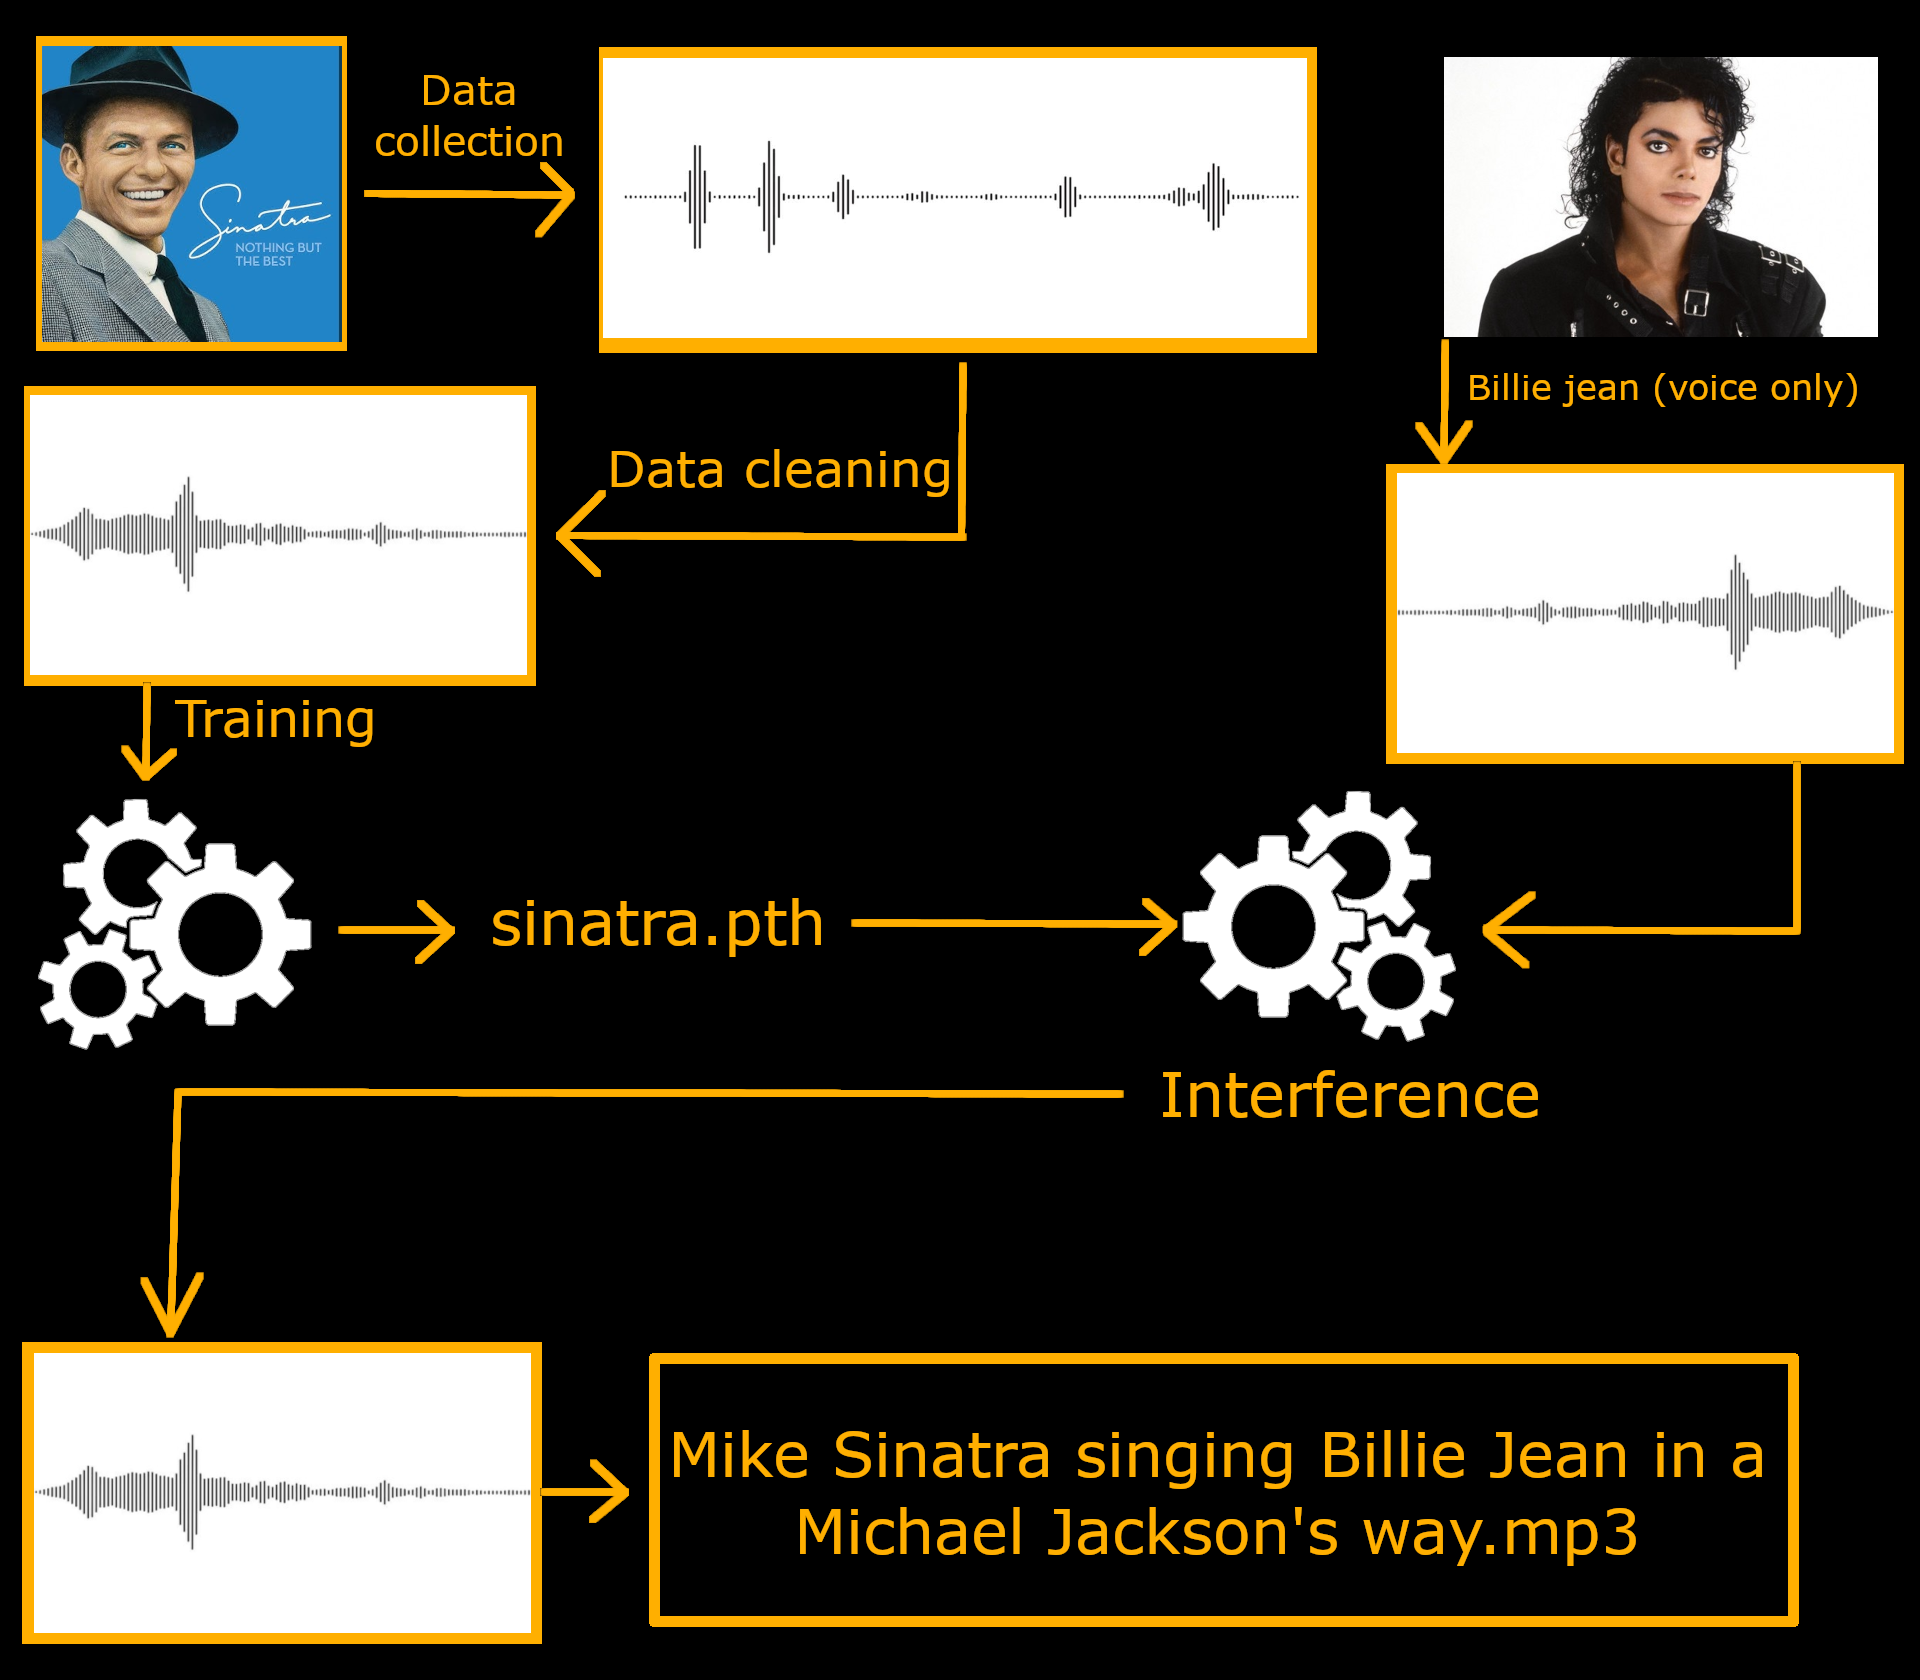 Sinatra
NOTHING BUT
THE BEST
Data
collection
Billie jean (voice only)
Data cleaning
Training
sinatra.pth
Interference
Mike Sinatra singing Billie Jean in a
Michael Jackson's way.mp3